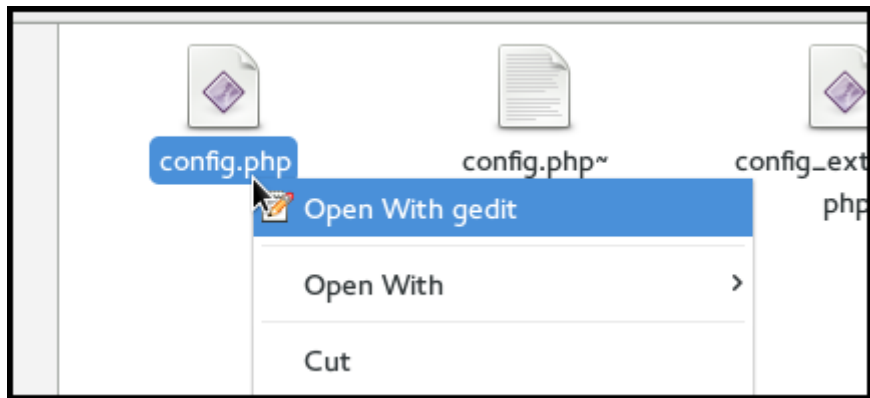 config.php
config.php~
config_ext
php
Open With gedit
Open With
Cut